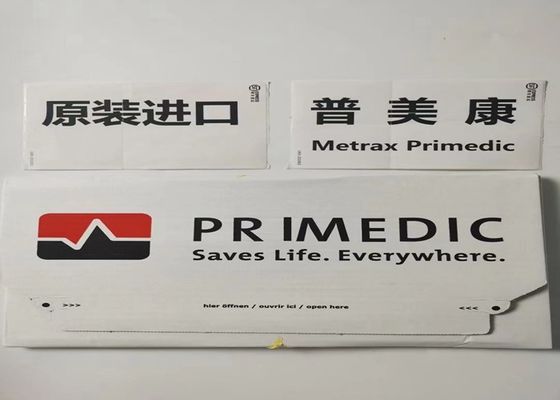 原装进口
普美康
Metrax Primedic
PRIMEDIC
Saves Life. Everywhere.
>>> hier öffnen / ouvrir ici / open here <<<